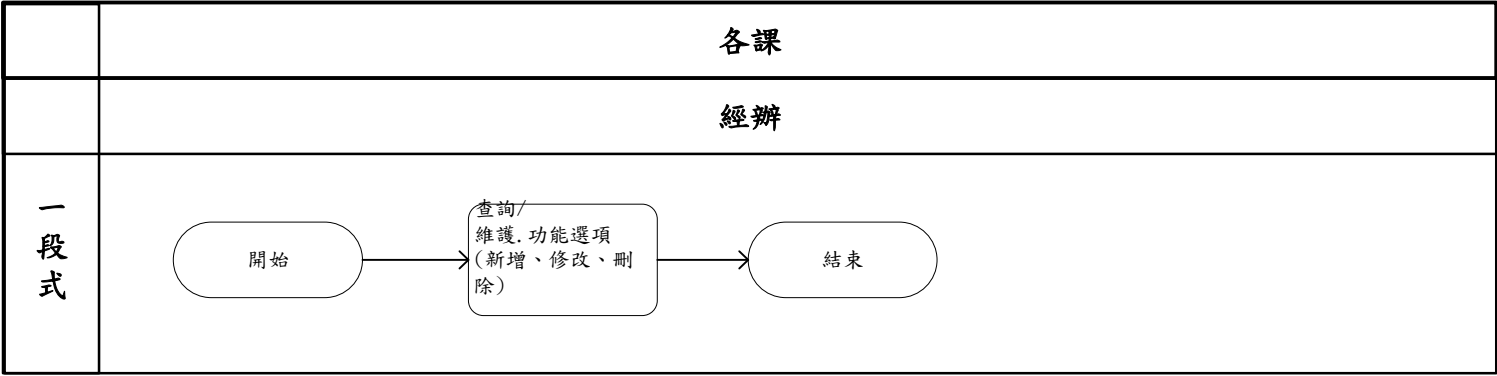 各課
經辦
一
段
式
開始
查詢/
維護.功能選項
(新增、修改、刪
除)
結束